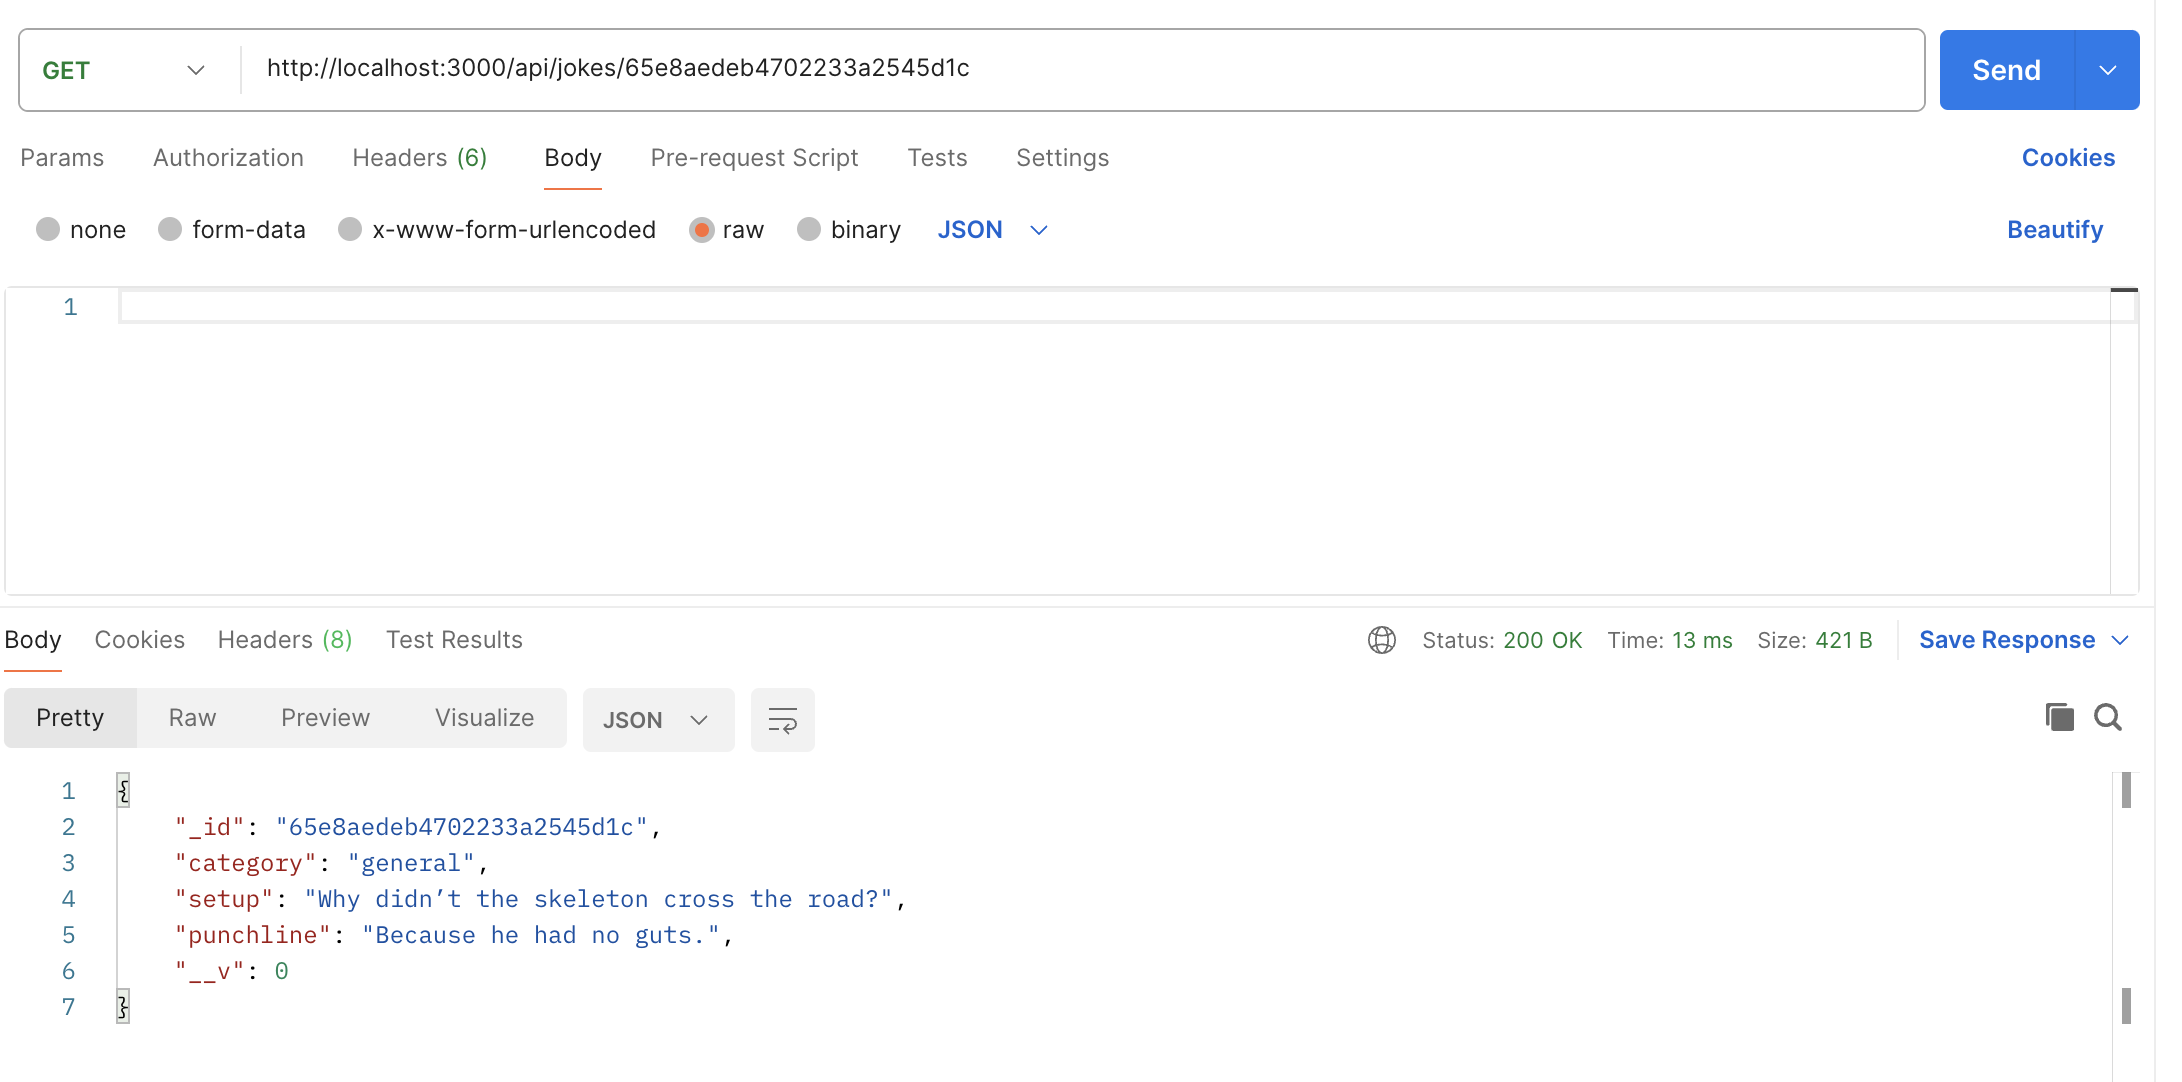 GET http://localhost:3000/api/jokes/65e8aedeb4702233a2545d1c Send
Params Authorization Headers (6) Body Pre-request Script Tests Settings Cookies
none form-data x-www-form-urlencoded raw binary JSON Beautify
1
Body Cookies Headers (8) Test Results Status: 200 OK Time: 13 ms Size: 421 B Save Response
Pretty Raw Preview Visualize JSON
1 {
2 "_id": "65e8aedeb4702233a2545d1c",
3 "category": "general",
4 "setup": "Why didn’t the skeleton cross the road?",
5 "punchline": "Because he had no guts.",
6 "__v": 0
7 }